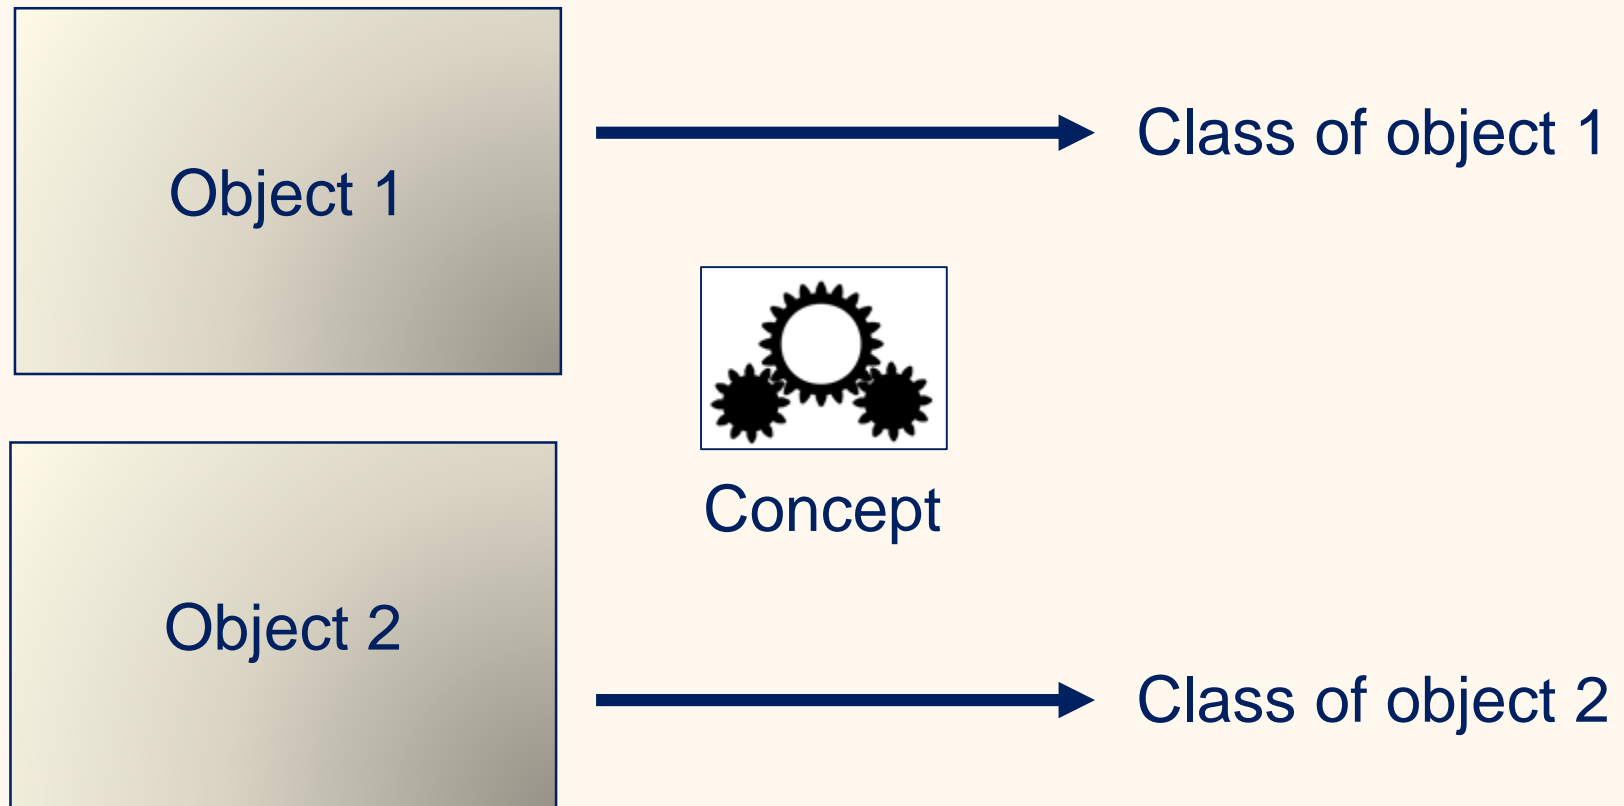 Object 1
Class of object 1
Concept
Object 2
Class of object 2